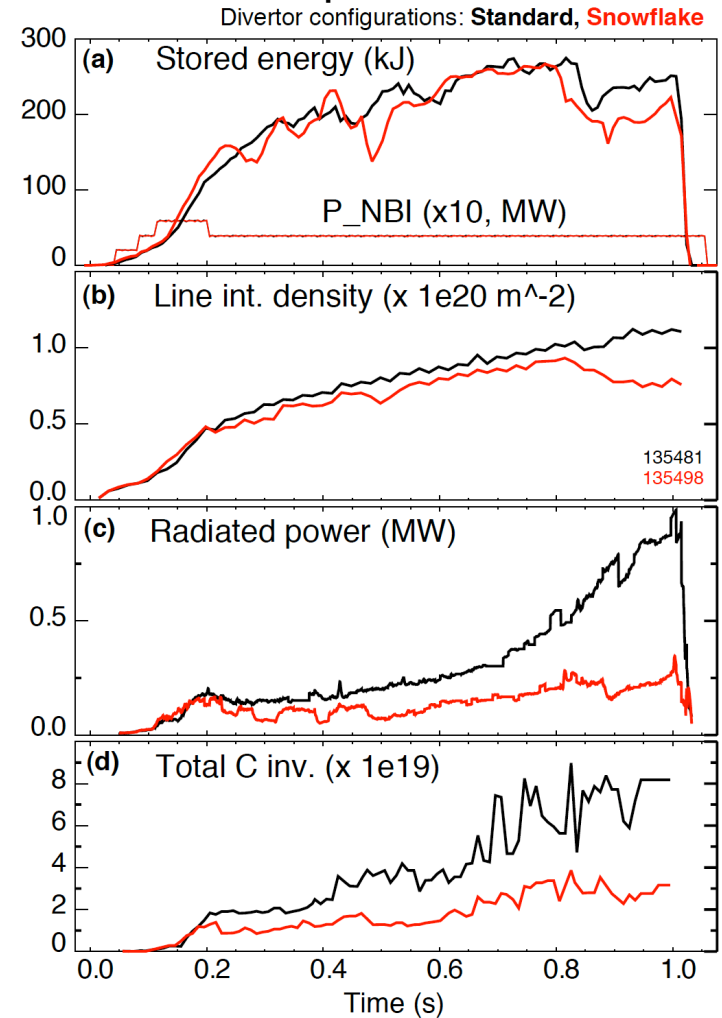 Divertor configurations: Standard, Snowflake
300
(a) Stored energy (kJ)
200
100
P_NBI (x10, MW)
0
(b) Line int. density (x 1e20 m^-2)
1.0
0.5
135481
135498
0.0
1.0
(c) Radiated power (MW)
0.5
0.0
(d) Total C inv. (x 1e19)
8
6
4
2
0
0.0 0.2 0.4 0.6 0.8 1.0
Time (s)